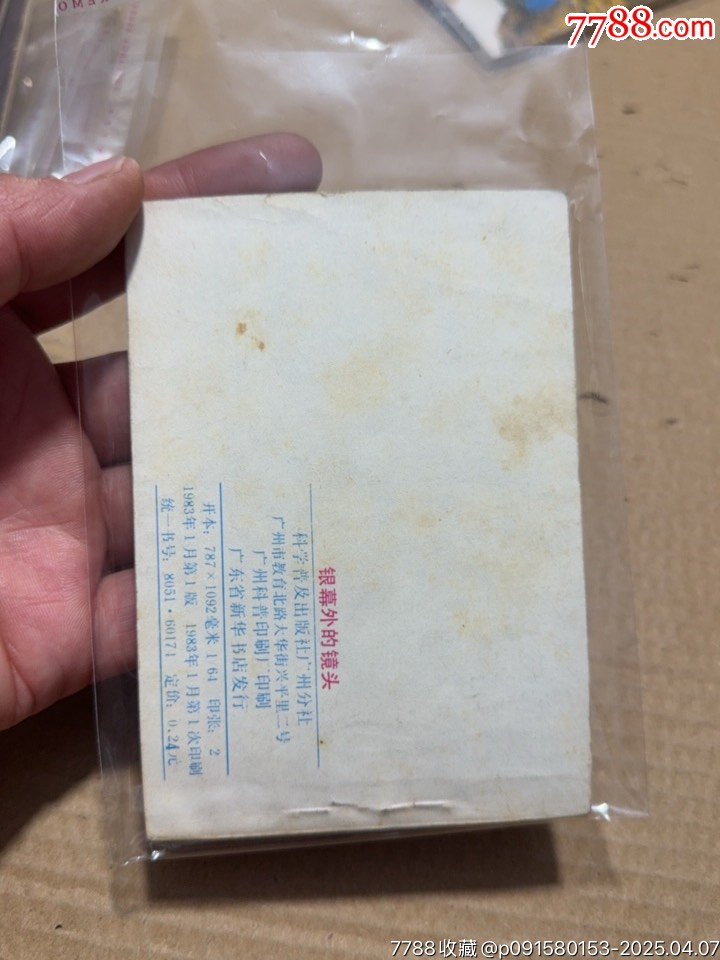 7788.com
银幕外的镜头
科学普及出版社广州分社
广州市教育北路大华街兴平里二号
广州科普印刷厂印刷
广东省新华书店发行
开本：787×1092毫米1/64 印张：2
1983年1月第1版 1983年1月第1次印刷
统一书号：8051·60171 定价：0.24元
7788收藏@p091580153-2025.04.07